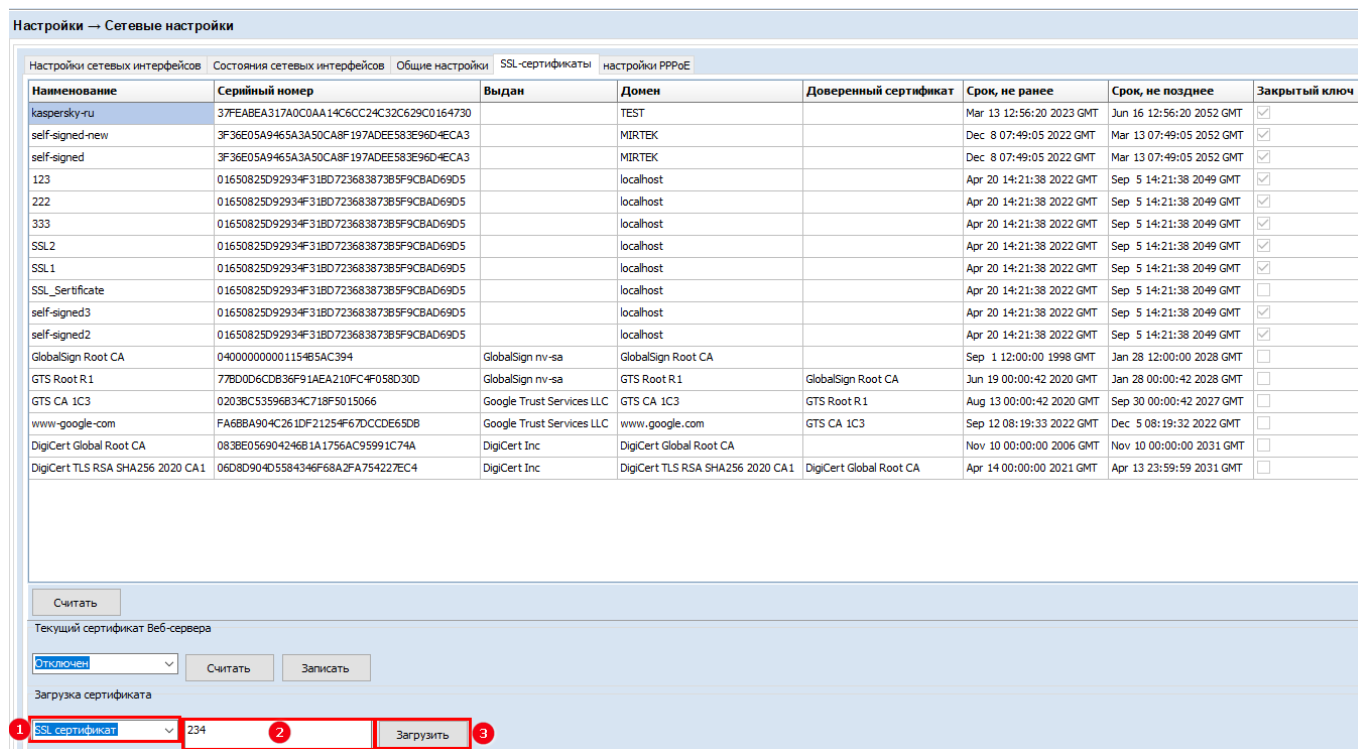 Настройки → Сетевые настройки
Настройки сетевых интерфейсов Состояния сетевых интерфейсов Общие настройки SSL-сертификаты настройки PPPoE
Наименование Серийный номер Выдан Домен Доверенный сертификат Срок, не ранее Срок, не позднее Закрытый ключ
kaspersky-ru 37FEABEA317A0C0AA14C6CC24C32C629C0164730 TEST Mar 13 12:56:20 2023 GMT Jun 16 12:56:20 2052 GMT
self-signed-new 3F36E05A9465A3A50CA8F197ADEE583E96D4ECA3 MIRTEK Dec 8 07:49:05 2022 GMT Mar 13 07:49:05 2052 GMT
self-signed 3F36E05A9465A3A50CA8F197ADEE583E96D4ECA3 MIRTEK Dec 8 07:49:05 2022 GMT Mar 13 07:49:05 2052 GMT
123 01650825D92934F31BD723683873B5F9CBAD69D5 localhost Apr 20 14:21:38 2022 GMT Sep 5 14:21:38 2049 GMT
222 01650825D92934F31BD723683873B5F9CBAD69D5 localhost Apr 20 14:21:38 2022 GMT Sep 5 14:21:38 2049 GMT
333 01650825D92934F31BD723683873B5F9CBAD69D5 localhost Apr 20 14:21:38 2022 GMT Sep 5 14:21:38 2049 GMT
SSL2 01650825D92934F31BD723683873B5F9CBAD69D5 localhost Apr 20 14:21:38 2022 GMT Sep 5 14:21:38 2049 GMT
SSL1 01650825D92934F31BD723683873B5F9CBAD69D5 localhost Apr 20 14:21:38 2022 GMT Sep 5 14:21:38 2049 GMT
SSL_Sertificate 01650825D92934F31BD723683873B5F9CBAD69D5 localhost Apr 20 14:21:38 2022 GMT Sep 5 14:21:38 2049 GMT
self-signed3 01650825D92934F31BD723683873B5F9CBAD69D5 localhost Apr 20 14:21:38 2022 GMT Sep 5 14:21:38 2049 GMT
self-signed2 01650825D92934F31BD723683873B5F9CBAD69D5 localhost Apr 20 14:21:38 2022 GMT Sep 5 14:21:38 2049 GMT
GlobalSign Root CA 040000000001154B5AC394 GlobalSign nv-sa GlobalSign Root CA Sep 1 12:00:00 1998 GMT Jan 28 12:00:00 2028 GMT
GTS Root R1 77BD0D6CDB36F91AEA210FC4F058D30D GlobalSign nv-sa GTS Root R1 GlobalSign Root CA Jun 19 00:00:42 2020 GMT Jan 28 00:00:42 2028 GMT
GTS CA 1C3 0203BC53596B34C718F5015066 Google Trust Services LLC GTS CA 1C3 GTS Root R1 Aug 13 00:00:42 2020 GMT Sep 30 00:00:42 2027 GMT
www-google-com FA6BBA904C261DF21254F67DCCDE65DB Google Trust Services LLC www.google.com GTS CA 1C3 Sep 12 08:19:33 2022 GMT Dec 5 08:19:32 2022 GMT
DigiCert Global Root CA 083BE056904246B1A1756AC95991C74A DigiCert Inc DigiCert Global Root CA Nov 10 00:00:00 2006 GMT Nov 10 00:00:00 2031 GMT
DigiCert TLS RSA SHA256 2020 CA1 06D8D904D5584346F68A2FA754227EC4 DigiCert Inc DigiCert TLS RSA SHA256 2020 CA1 DigiCert Global Root CA Apr 14 00:00:00 2021 GMT Apr 13 23:59:59 2031 GMT
Считать
Текущий сертификат Веб-сервера
Отключен Считать Записать
Загрузка сертификата
1 SSL сертификат 234 2 Загрузить 3